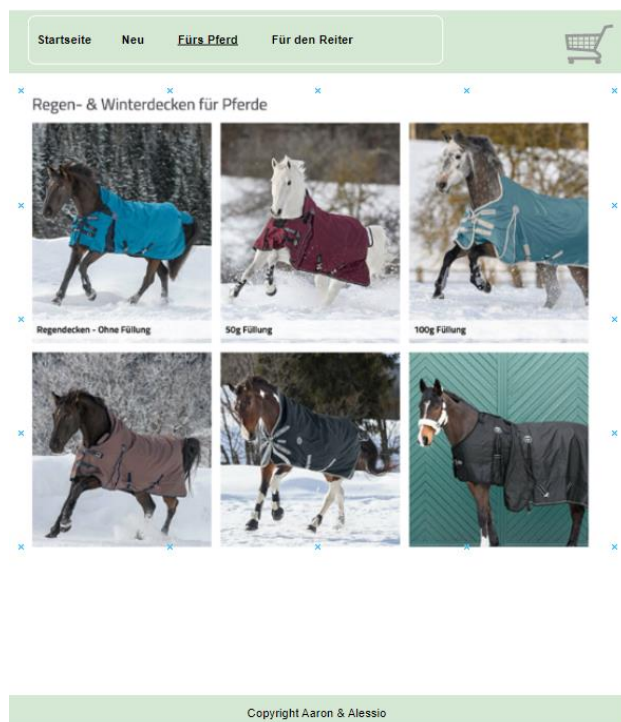 Startseite Neu Fürs Pferd Für den Reiter
Regen- & Winterdecken für Pferde
Regendecken - Ohne Füllung 50g Füllung 100g Füllung
Copyright Aaron & Alessio